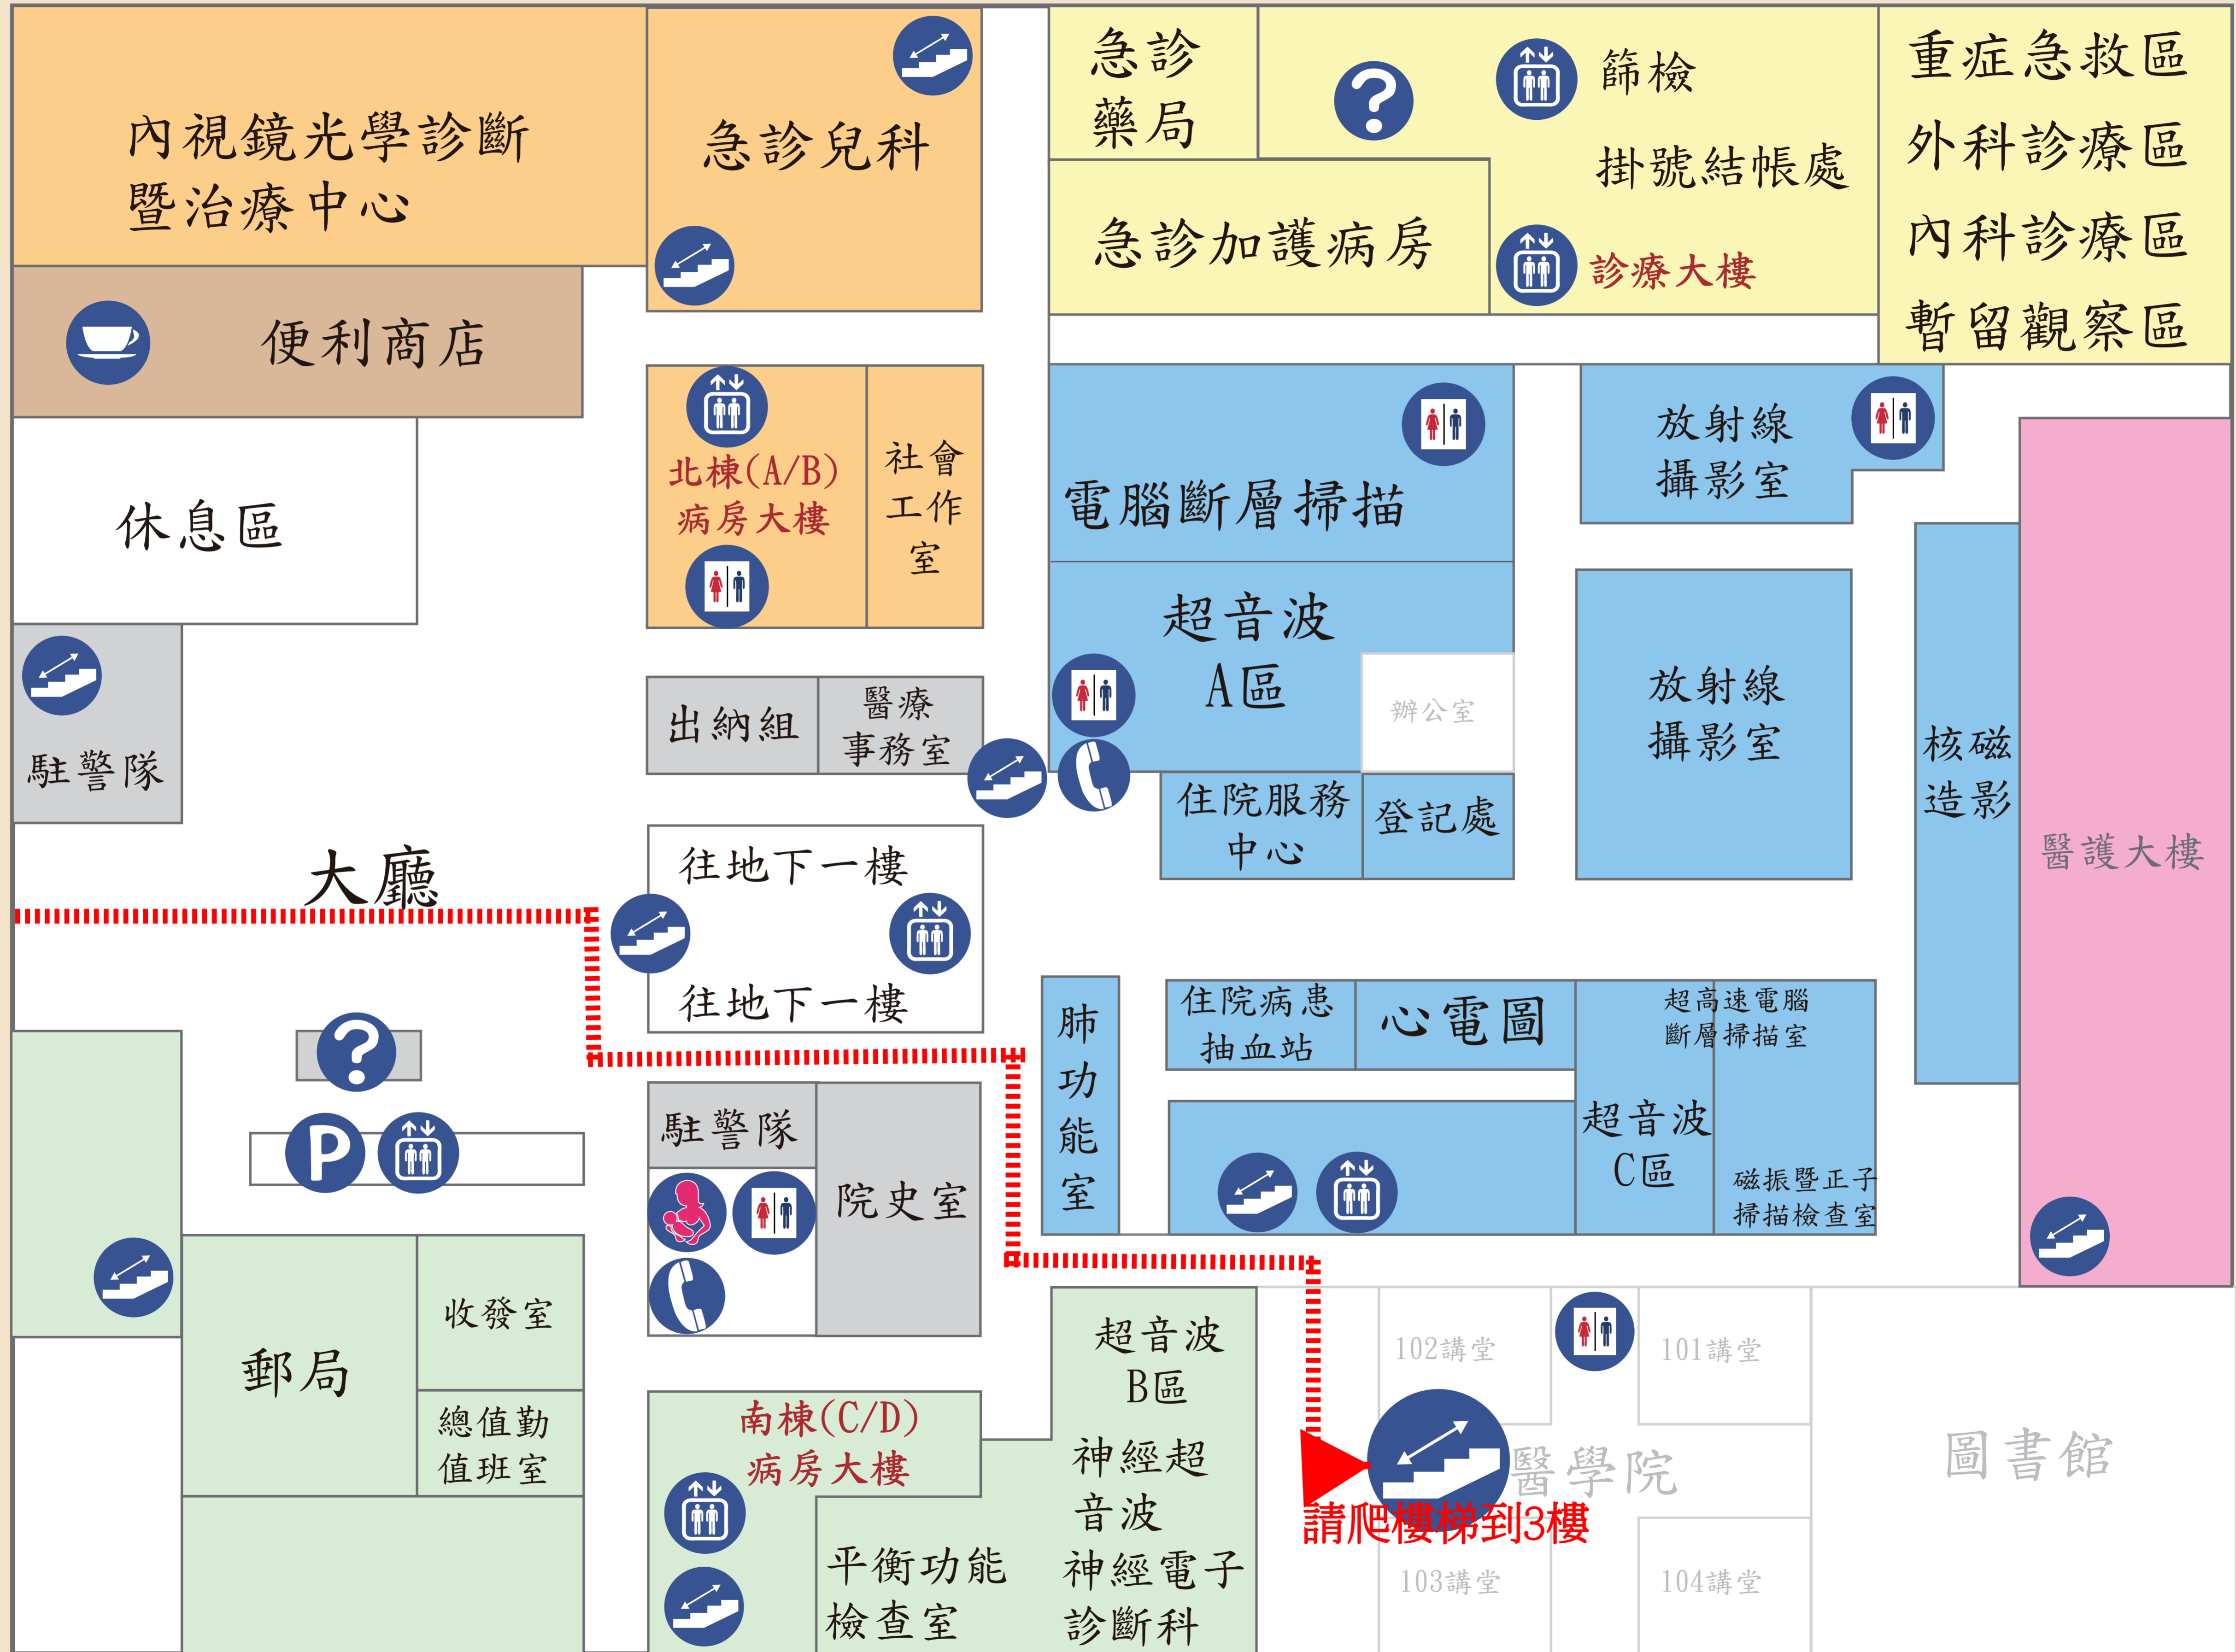 內視鏡光學診斷
暨治療中心
急診兒科
急診
藥局
篩檢
掛號結帳處
急診加護病房
診療大樓
重症急救區
外科診療區
內科診療區
暫留觀察區
便利商店
休息區
北棟(A/B)
病房大樓
社會
工作
室
電腦斷層掃描
放射線
攝影室
超音波
A區
辦公室
放射線
攝影室
核磁
造影
醫護大樓
駐警隊
出納組
醫療
事務室
住院服務
中心
登記處
大廳
往地下一樓
往地下一樓
肺
功
能
室
住院病患
抽血站
心電圖
超高速電腦
斷層掃描室
超音波
C區
磁振暨正子
掃描檢查室
P
駐警隊
院史室
郵局
收發室
總值勤
值班室
南棟(C/D)
病房大樓
平衡功能
檢查室
超音波
B區
神經超
音波
神經電子
診斷科
102講堂
101講堂
醫學院
請爬樓梯到3樓
103講堂
104講堂
圖書館